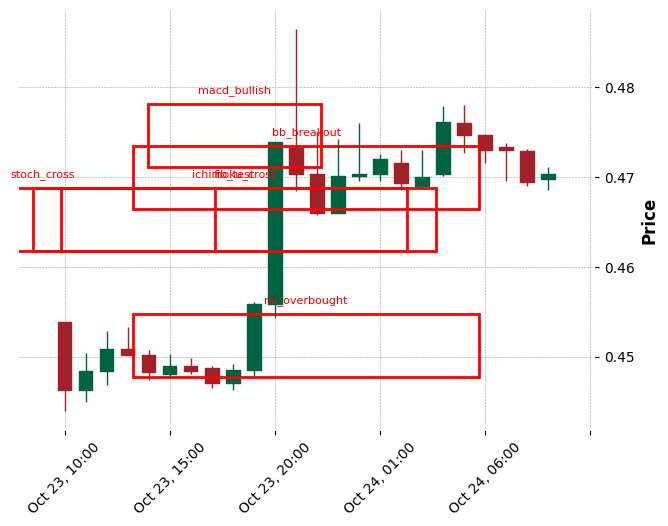 macd_bullish
bb_breakout
stoch_cross
rsi_overbought
0.48
0.47
0.46
0.45
Price
Oct 23, 10:00
Oct 23, 15:00
Oct 23, 20:00
Oct 24, 01:00
Oct 24, 06:00